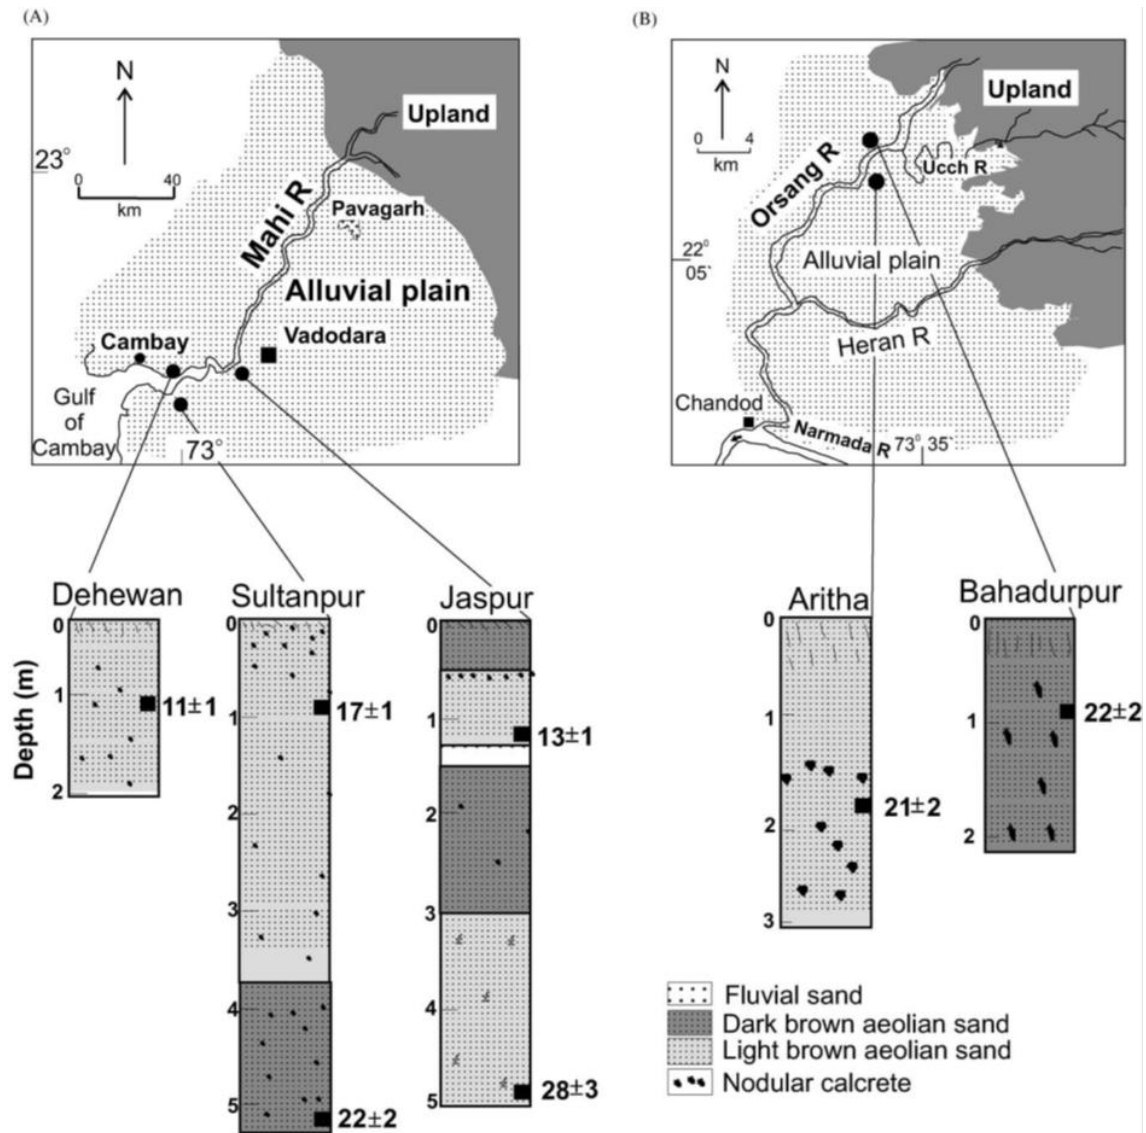 (A)
N
Upland
23°
0 40
km
Mahi R
Pavagarh
Alluvial plain
Vadodara
Cambay
Gulf
of
Cambay
73°
(B)
N
Upland
0 4
km
Orsang R
Ucch R
22°
05`
Alluvial plain
Heran R
Chandod
Narmada R
73° 35`
Dehewan
Sultanpur
Jaspur
Aritha
Bahadurpur
Depth (m)
0
1
2
11±1
0
1
2
3
4
5
17±1
22±2
0
1
2
3
4
5
13±1
28±3
0
1
2
3
21±2
0
1
2
22±2
Fluvial sand
Dark brown aeolian sand
Light brown aeolian sand
Nodular calcrete